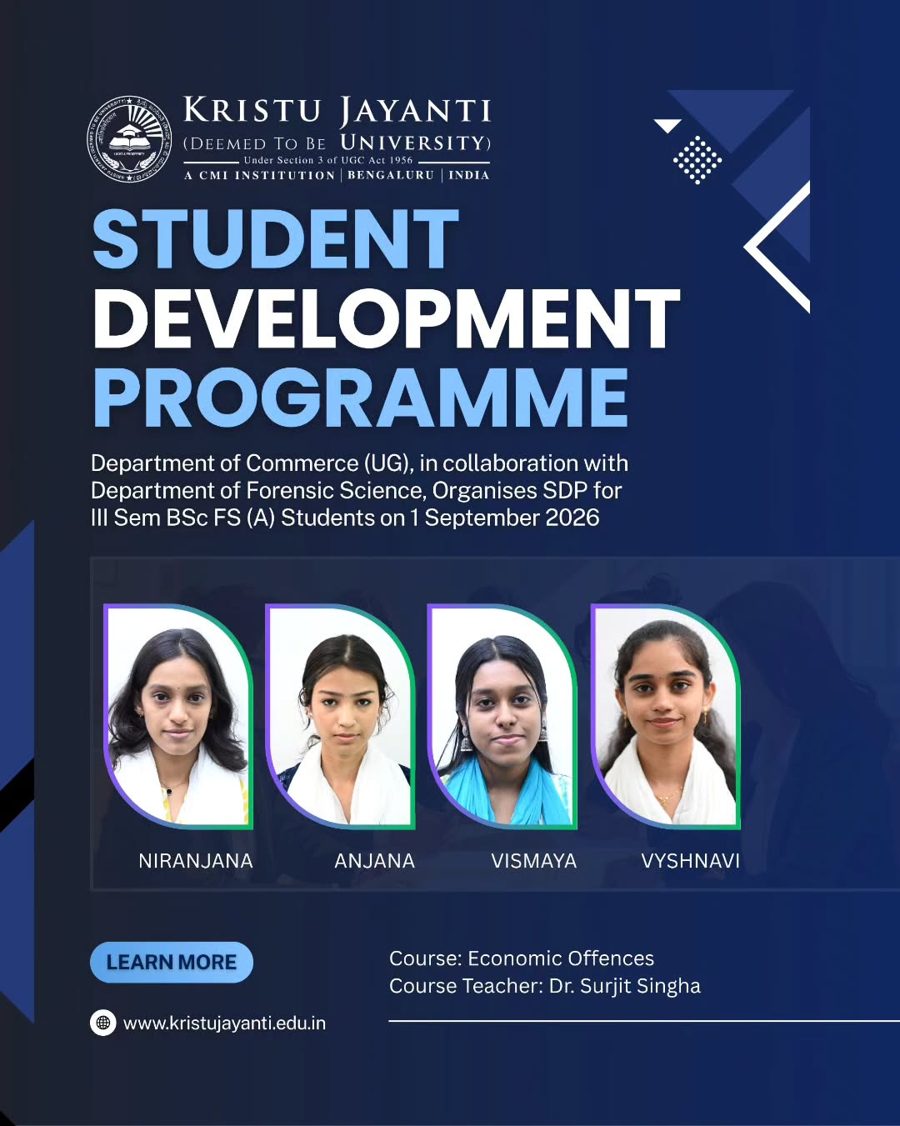 KRISTU JAYANTI
(DEEMED TO BE UNIVERSITY)
Under Section 3 of UGC Act 1956
A CMI INSTITUTION | BENGALURU | INDIA
STUDENT
DEVELOPMENT
PROGRAMME
Department of Commerce (UG), in collaboration with
Department of Forensic Science, Organises SDP for
III Sem BSc FS (A) Students on 1 September 2026
NIRANJANA
ANJANA
VISMAYA
VYSHNAVI
LEARN MORE
www.kristujayanti.edu.in
Course: Economic Offences
Course Teacher: Dr. Surjit Singha